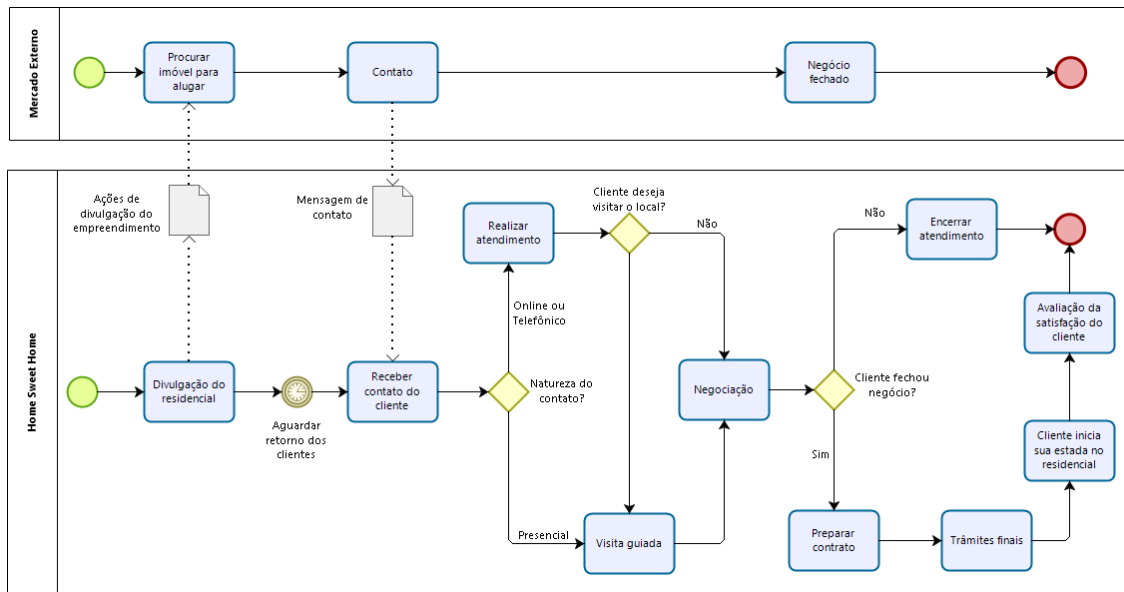 Mercado Externo
Procurar
imóvel para
alugar
Contato
Negócio
fechado
Home Sweet Home
Ações de
divulgação do
empreendimento
Mensagem de
contato
Realizar
atendimento
Cliente deseja
visitar o local?
Não
Não
Encerrar
atendimento
Online ou
Telefônico
Avaliação da
satisfação do
cliente
Divulgação do
residencial
Aguardar
retorno dos
clientes
Receber
contato do
cliente
Natureza do
contato?
Negociação
Cliente fechou
negócio?
Cliente inicia
sua estada no
residencial
Sim
Presencial
Visita guiada
Preparar
contrato
Trâmites finais